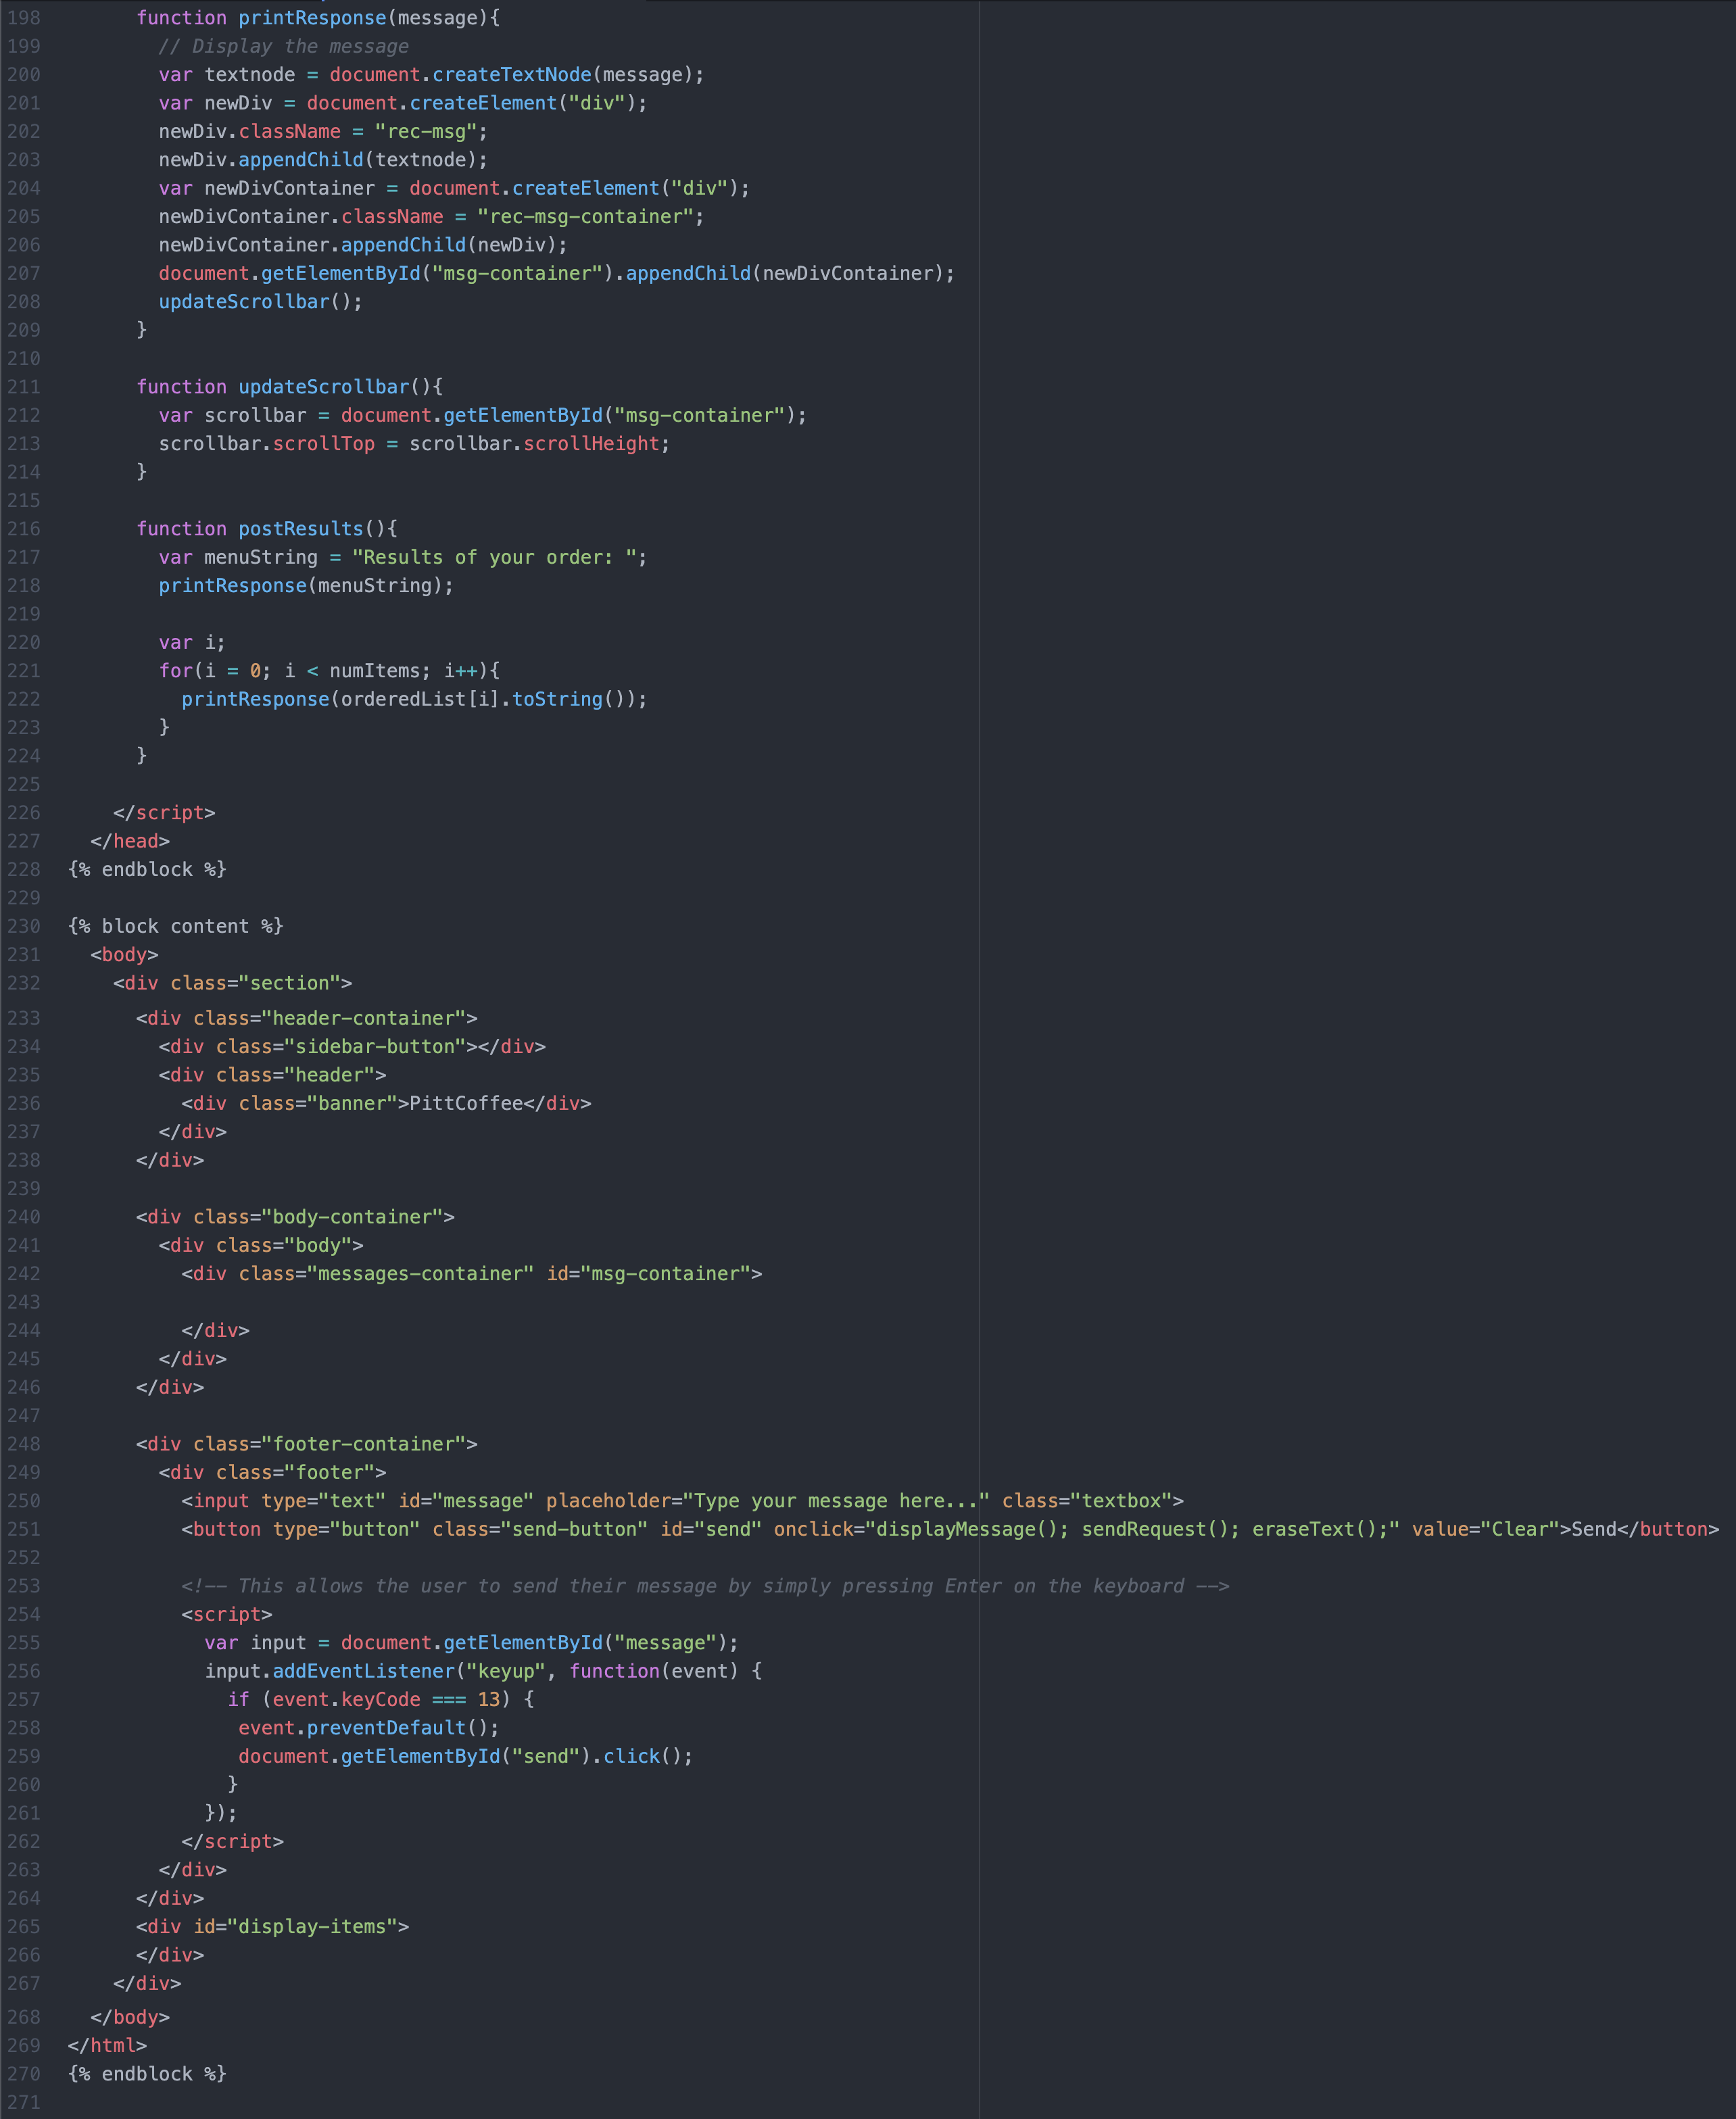 198 function printResponse(message){
199 // Display the message
200 var textnode = document.createTextNode(message);
201 var newDiv = document.createElement("div");
202 newDiv.className = "rec-msg";
203 newDiv.appendChild(textnode);
204 var newDivContainer = document.createElement("div");
205 newDivContainer.className = "rec-msg-container";
206 newDivContainer.appendChild(newDiv);
207 document.getElementById("msg-container").appendChild(newDivContainer);
208 updateScrollbar();
209 }
210
211 function updateScrollbar(){
212 var scrollbar = document.getElementById("msg-container");
213 scrollbar.scrollTop = scrollbar.scrollHeight;
214 }
215
216 function postResults(){
217 var menuString = "Results of your order: ";
218 printResponse(menuString);
219
220 var i;
221 for(i = 0; i < numItems; i++){
222 printResponse(orderedList[i].toString());
223 }
224 }
225
226 </script>
227 </head>
228 {% endblock %}
229
230 {% block content %}
231 <body>
232 <div class="section">
233 <div class="header-container">
234 <div class="sidebar-button"></div>
235 <div class="header">
236 <div class="banner">PittCoffee</div>
237 </div>
238 </div>
239
240 <div class="body-container">
241 <div class="body">
242 <div class="messages-container" id="msg-container">
243
244 </div>
245 </div>
246 </div>
247
248 <div class="footer-container">
249 <div class="footer">
250 <input type="text" id="message" placeholder="Type your message here..." class="textbox">
251 <button type="button" class="send-button" id="send" onclick="displayMessage(); sendRequest(); eraseText();" value="Clear">Send</button>
252
253 <!-- This allows the user to send their message by simply pressing Enter on the keyboard -->
254 <script>
255 var input = document.getElementById("message");
256 input.addEventListener("keyup", function(event) {
257 if (event.keyCode === 13) {
258 event.preventDefault();
259 document.getElementById("send").click();
260 }
261 });
262 </script>
263 </div>
264 </div>
265 <div id="display-items">
266 </div>
267 </div>
268 </body>
269 </html>
270 {% endblock %}
271